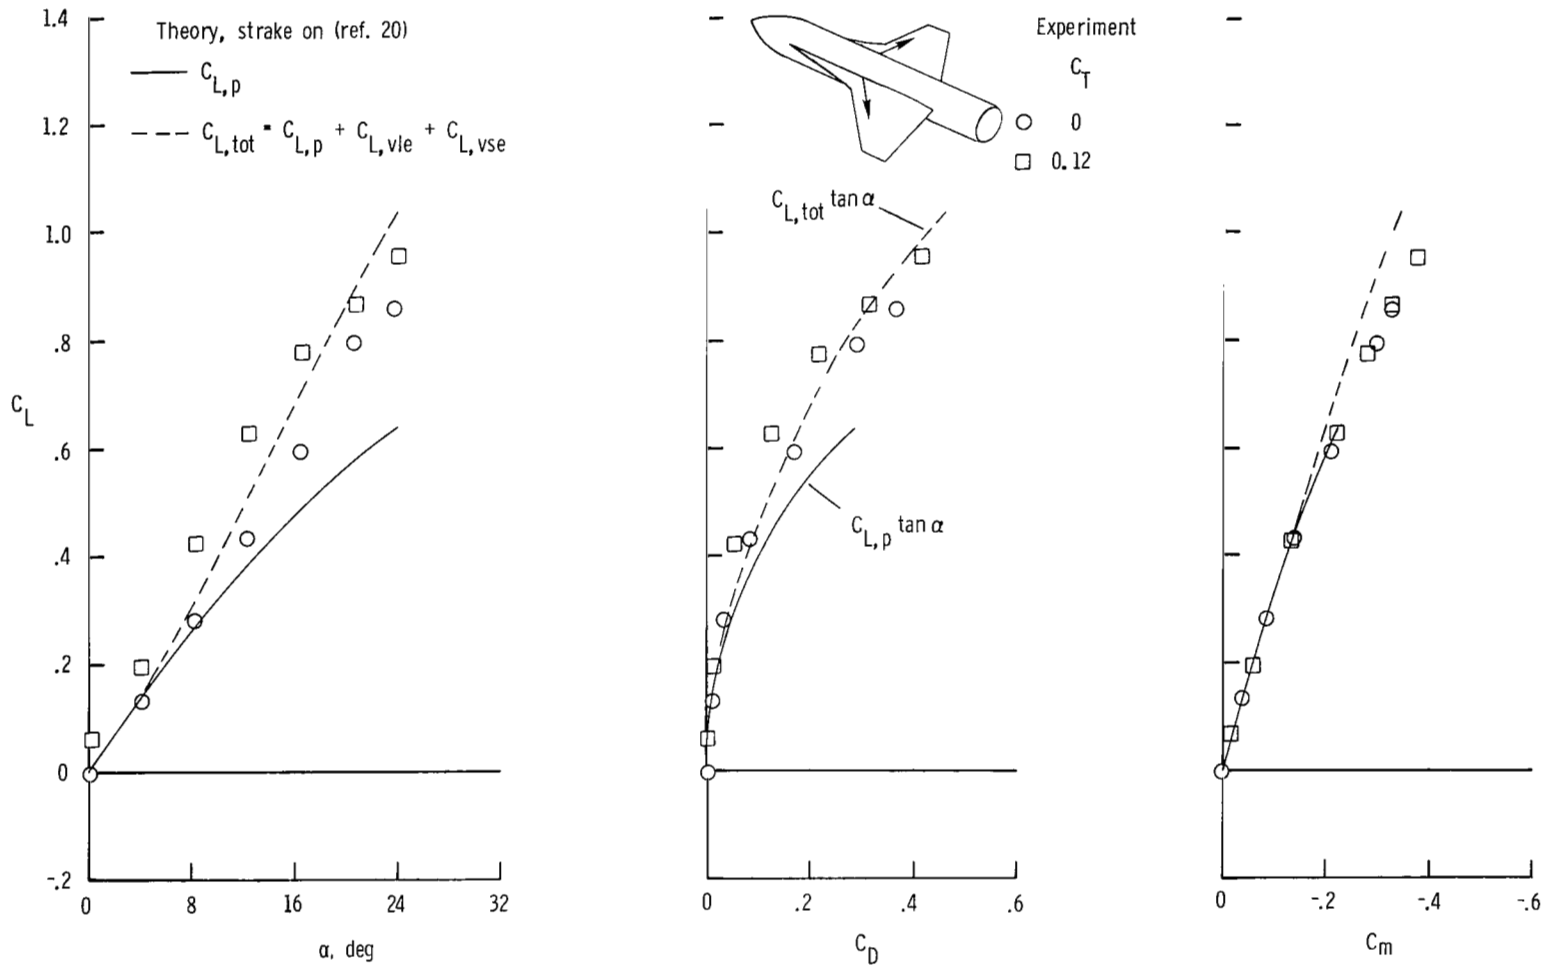 Theory, strake on (ref. 20)
C_L,p
C_L,tot = C_L,p + C_L,vle + C_L,vse
1.4
1.2
1.0
.8
.6
.4
.2
0
-.2
C_L
0 8 16 24 32
α, deg
Experiment
C_T
0
0.12
C_L,tot tan α
C_L,p tan α
0 .2 .4 .6
C_D
0 -.2 -.4 -.6
C_m